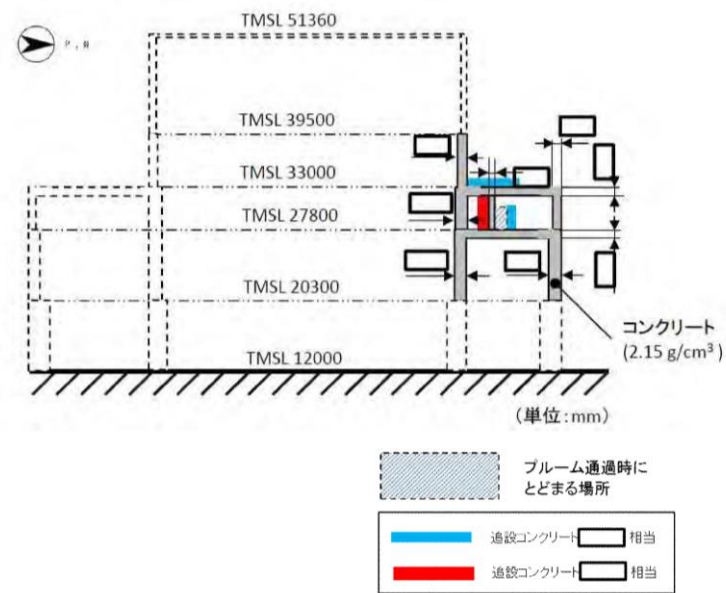 TMSL 51360
P.N
TMSL 39500
TMSL 33000
TMSL 27800
TMSL 20300
コンクリート
(2.15 g/cm³)
TMSL 12000
(単位:mm)
プルーム通過時に
とどまる場所
追設コンクリート 相当
追設コンクリート 相当